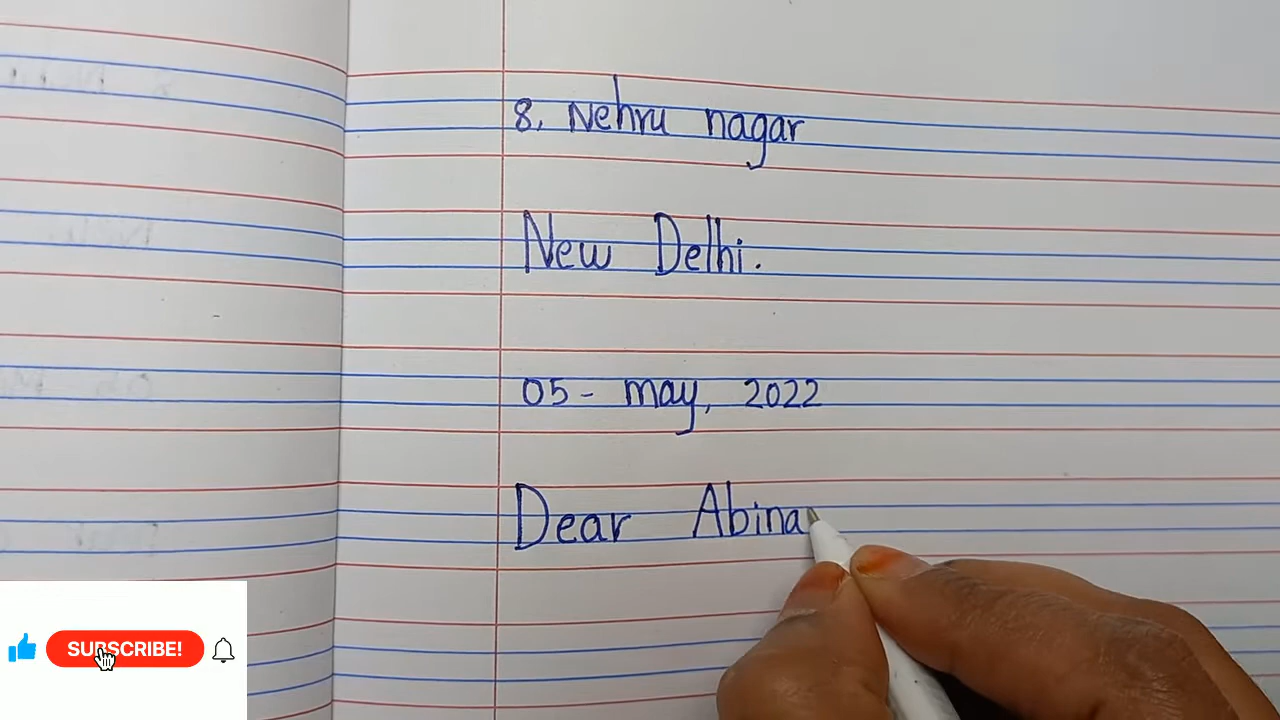 8. Nehru nagar
New Delhi.
05- may, 2022
Dear Abina
SUBSCRIBE!